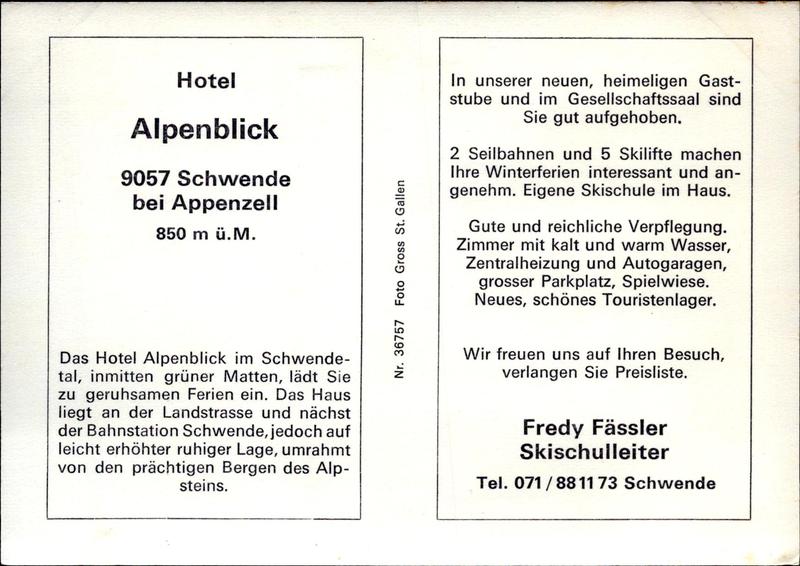 Hotel
Alpenblick
9057 Schwende
bei Appenzell
850 m ü.M.
Das Hotel Alpenblick im Schwende-
tal, inmitten grüner Matten, lädt Sie
zu geruhsamen Ferien ein. Das Haus
liegt an der Landstrasse und nächst
der Bahnstation Schwende, jedoch auf
leicht erhöhter ruhiger Lage, umrahmt
von den prächtigen Bergen des Alp-
steins.
Nr. 36757 Foto Gross St. Gallen
In unserer neuen, heimeligen Gast-
stube und im Gesellschaftssaal sind
Sie gut aufgehoben.
2 Seilbahnen und 5 Skilifte machen
Ihre Winterferien interessant und an-
genehm. Eigene Skischule im Haus.
Gute und reichliche Verpflegung.
Zimmer mit kalt und warm Wasser,
Zentralheizung und Autogaragen,
grosser Parkplatz, Spielwiese.
Neues, schönes Touristenlager.
Wir freuen uns auf Ihren Besuch,
verlangen Sie Preisliste.
Fredy Fässler
Skischulleiter
Tel. 071/881173 Schwende